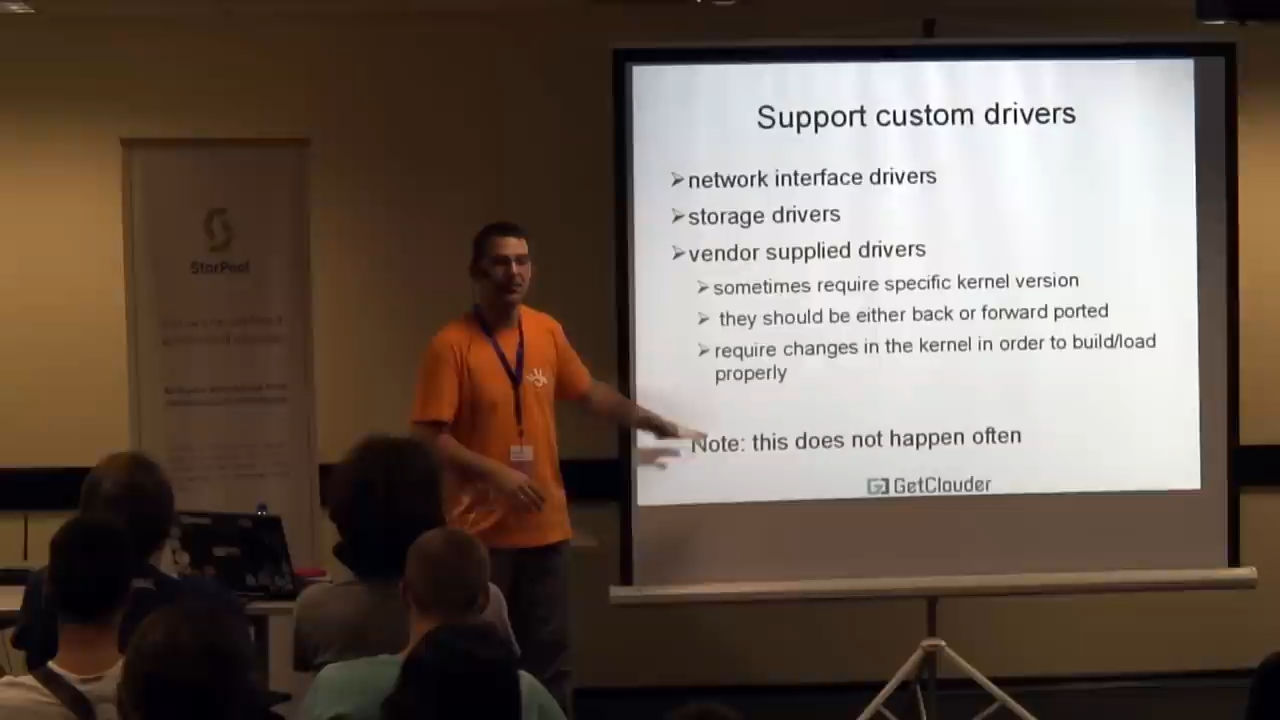 Support custom drivers
network interface drivers
storage drivers
vendor supplied drivers
sometimes require specific kernel version
they should be either back or forward ported
require changes in the kernel in order to build/load
properly
Note: this does not happen often
GetClouder
StorPool